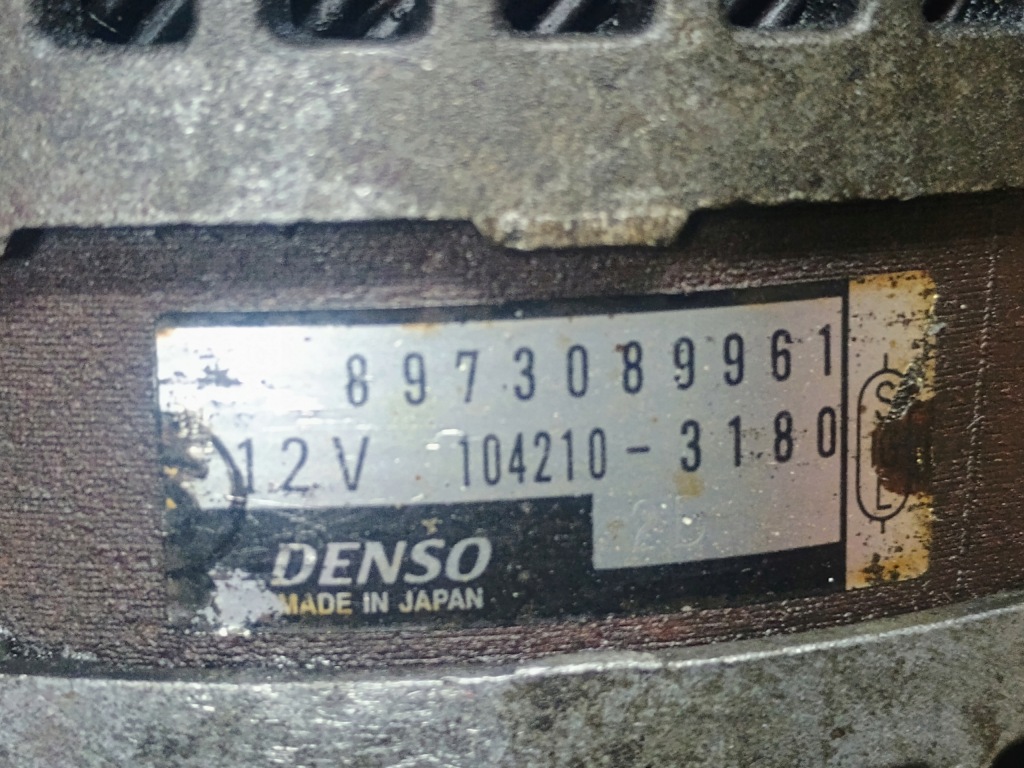 8973089961
12V 104210-3180
DENSO
MADE IN JAPAN
S
L